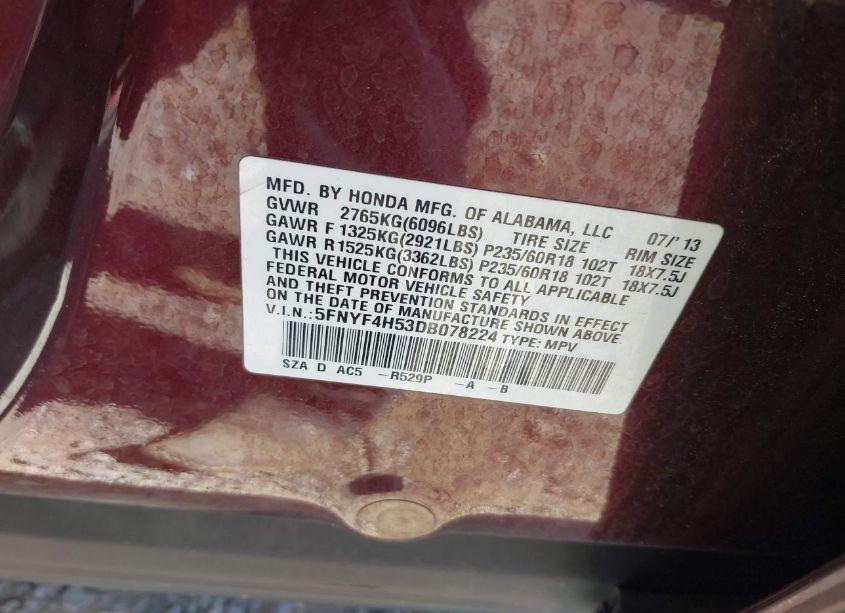 MFD. BY HONDA MFG. OF ALABAMA, LLC 07/'13
GVWR 2765KG(6096LBS) TIRE SIZE RIM SIZE
GAWR F 1325KG(2921LBS) P235/60R18 102T 18X7.5J
GAWR R1525KG(3362LBS) P235/60R18 102T 18X7.5J
THIS VEHICLE CONFORMS TO ALL APPLICABLE
FEDERAL MOTOR VEHICLE SAFETY
AND THEFT PREVENTION STANDARDS IN EFFECT
ON THE DATE OF MANUFACTURE SHOWN ABOVE.
V.I.N.:5FNYF4H53DB078224 TYPE: MPV
SZA D AC5 -R529P -A -B